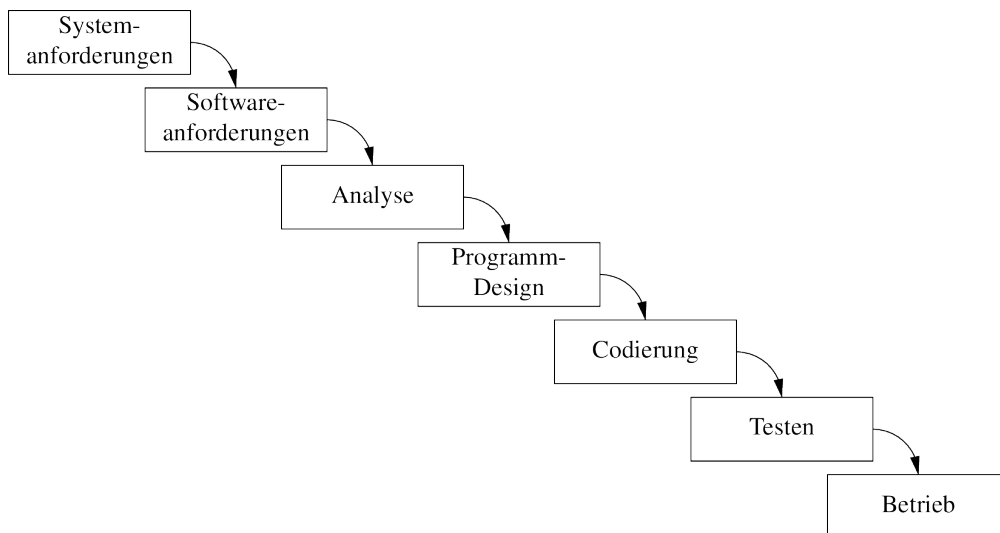 System-
anforderungen
Software-
anforderungen
Analyse
Programm-
Design
Codierung
Testen
Betrieb